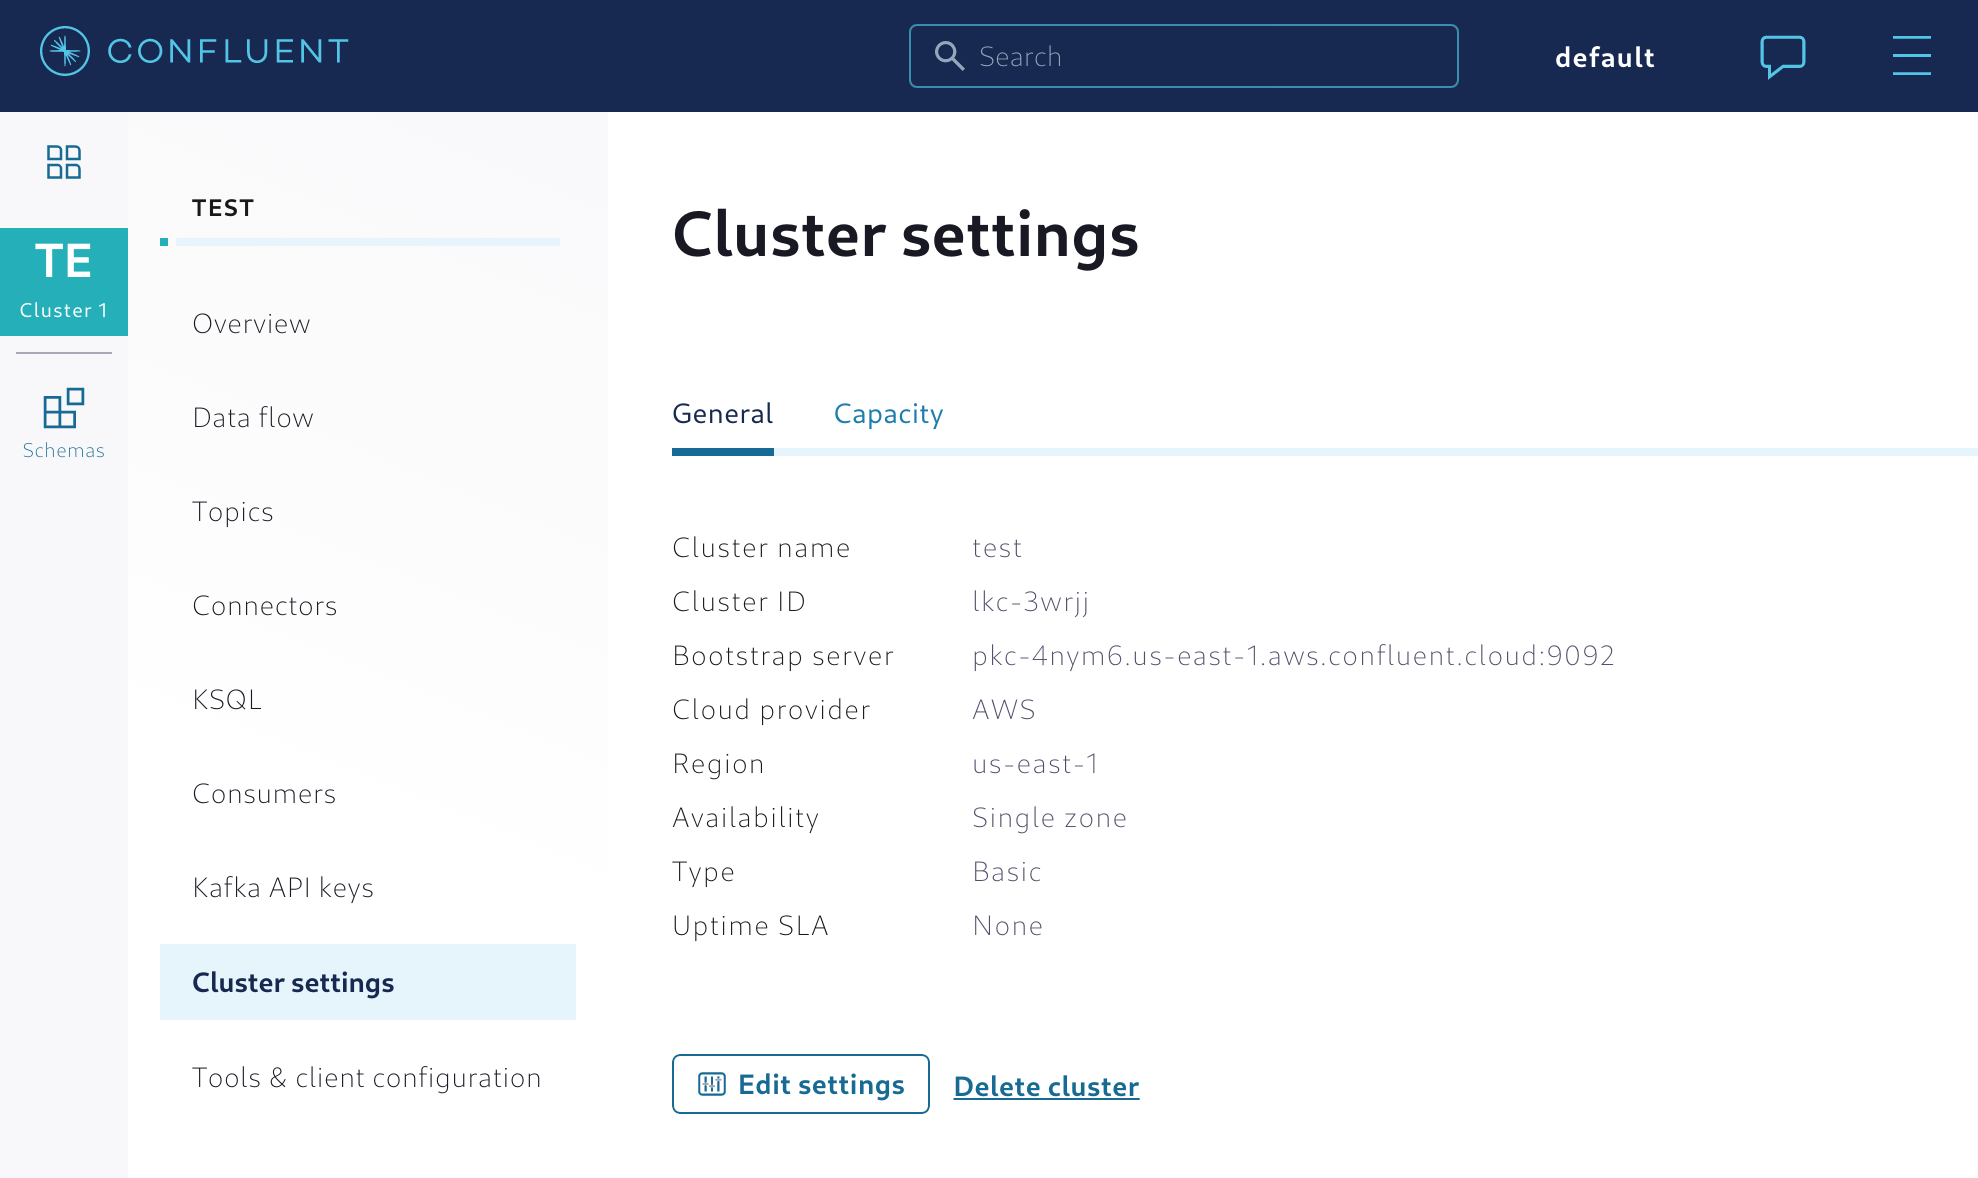 CONFLUENT
Search
default
TE
Cluster 1
Schemas
TEST
Overview
Data flow
Topics
Connectors
KSQL
Consumers
Kafka API keys
Cluster settings
Tools & client configuration
Cluster settings
General Capacity
Cluster name test
Cluster ID lkc-3wrjj
Bootstrap server pkc-4nym6.us-east-1.aws.confluent.cloud:9092
Cloud provider AWS
Region us-east-1
Availability Single zone
Type Basic
Uptime SLA None
Edit settings Delete cluster